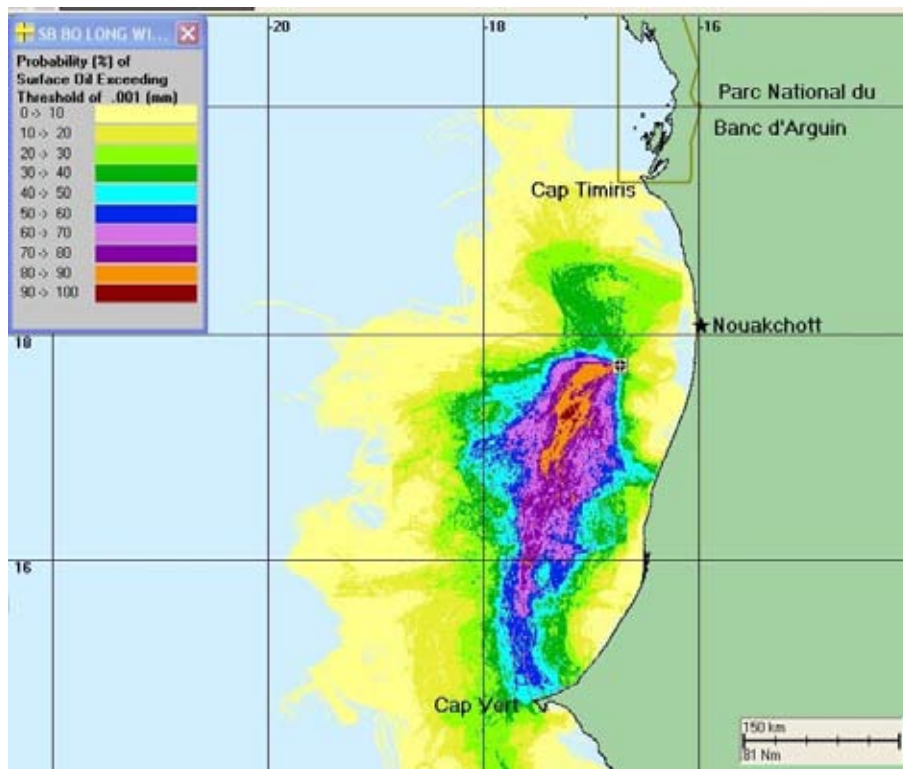 SB BO LONG WI...
Probability (%) of
Surface Oil Exceeding
Threshold of .001 (mm)
0 -> 10
10 -> 20
20 -> 30
30 -> 40
40 -> 50
50 -> 60
60 -> 70
70 -> 80
80 -> 90
90 -> 100
-20
-18
-16
Parc National du
Banc d'Arguin
Cap Timiris
Nouakchott
18
16
Cap Vert
150 km
81 Nm